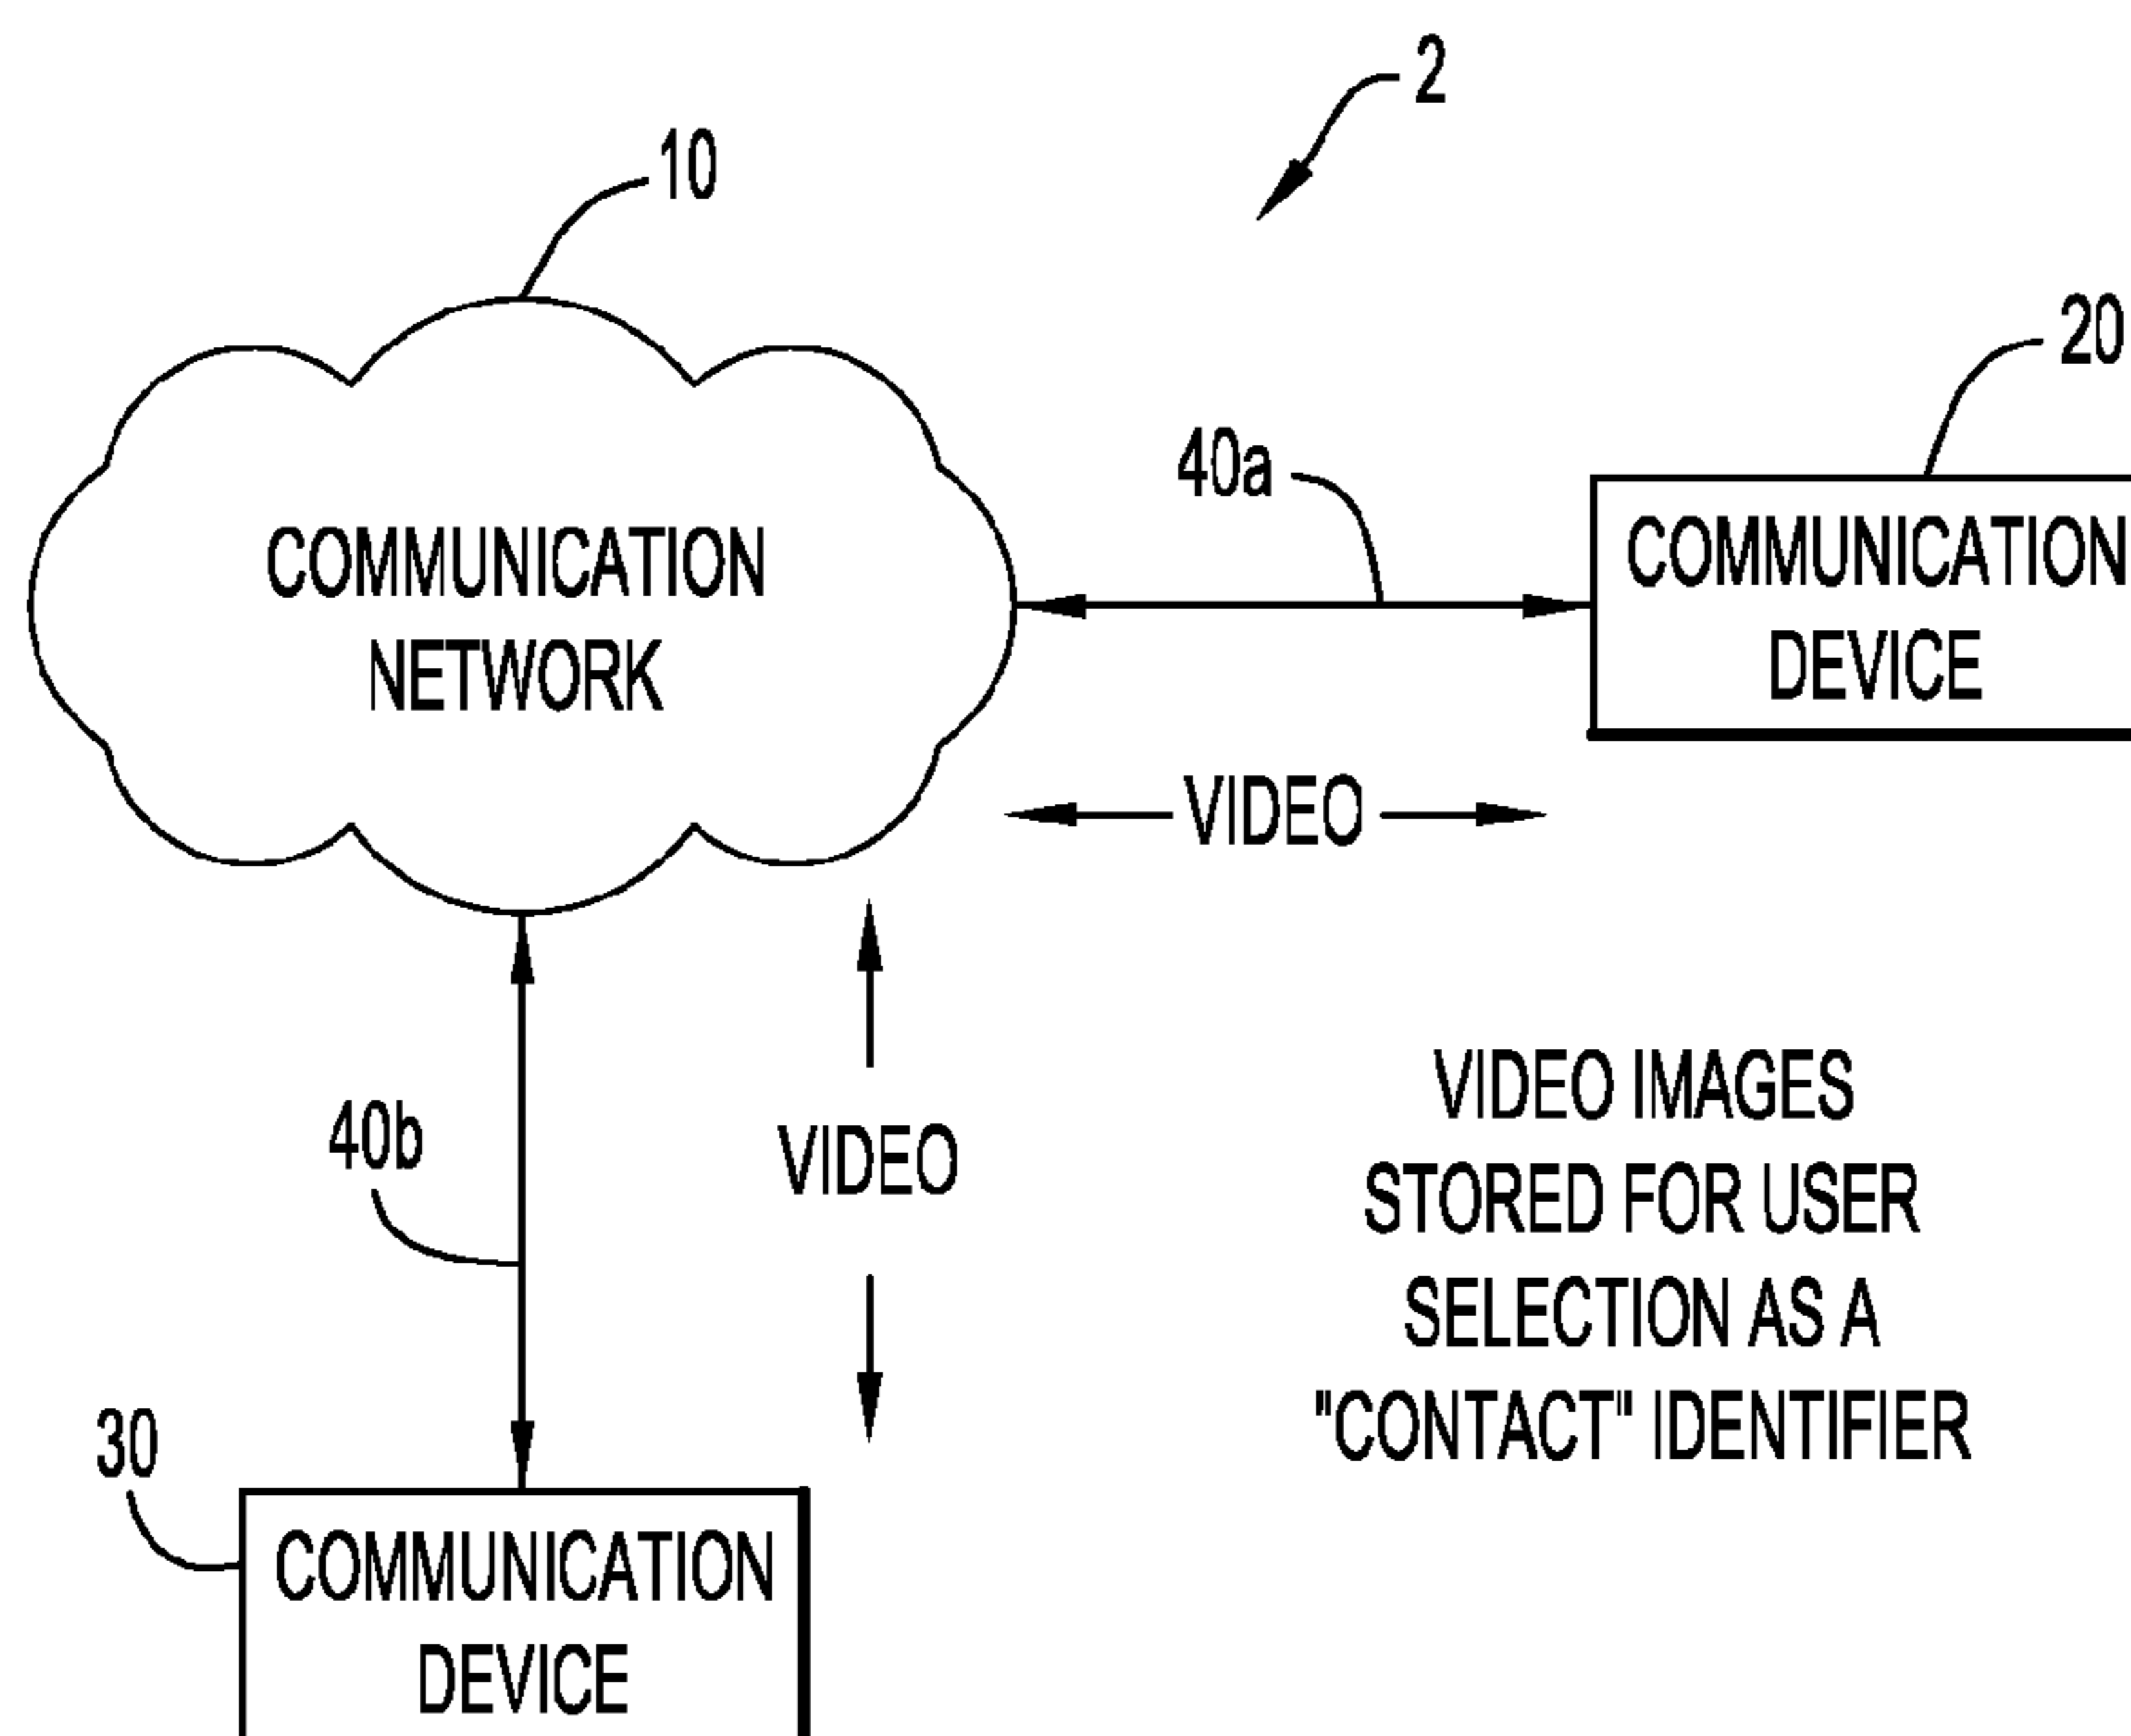 2
10
20
40a
COMMUNICATION
NETWORK
COMMUNICATION
DEVICE
VIDEO
40b
VIDEO
VIDEO IMAGES
STORED FOR USER
SELECTION AS A
"CONTACT" IDENTIFIER
30
COMMUNICATION
DEVICE